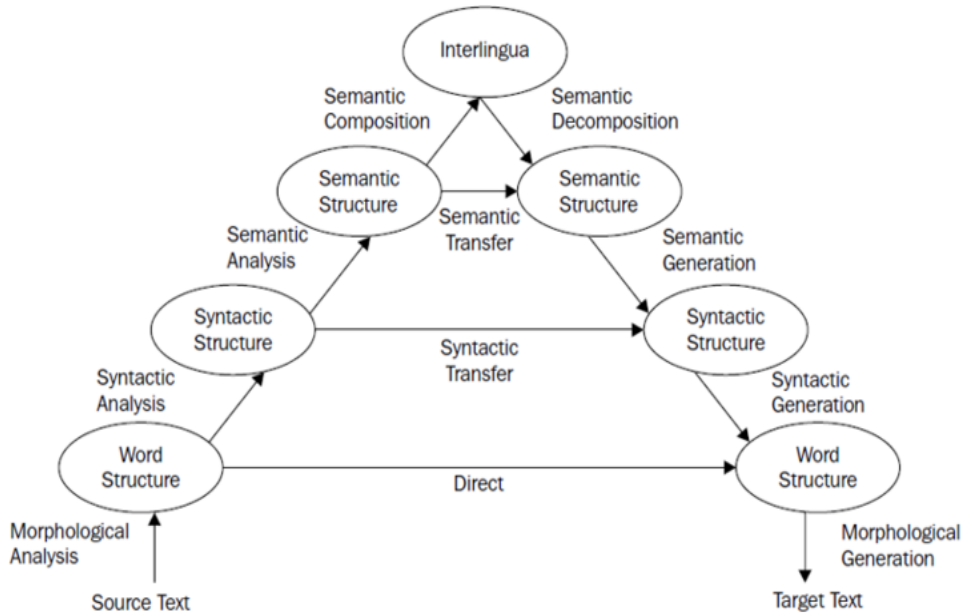 Interlingua
Semantic
Composition
Semantic
Decomposition
Semantic
Structure
Semantic
Structure
Semantic
Transfer
Semantic
Analysis
Semantic
Generation
Syntactic
Structure
Syntactic
Structure
Syntactic
Transfer
Syntactic
Analysis
Syntactic
Generation
Word
Structure
Word
Structure
Direct
Morphological
Analysis
Morphological
Generation
Source Text
Target Text